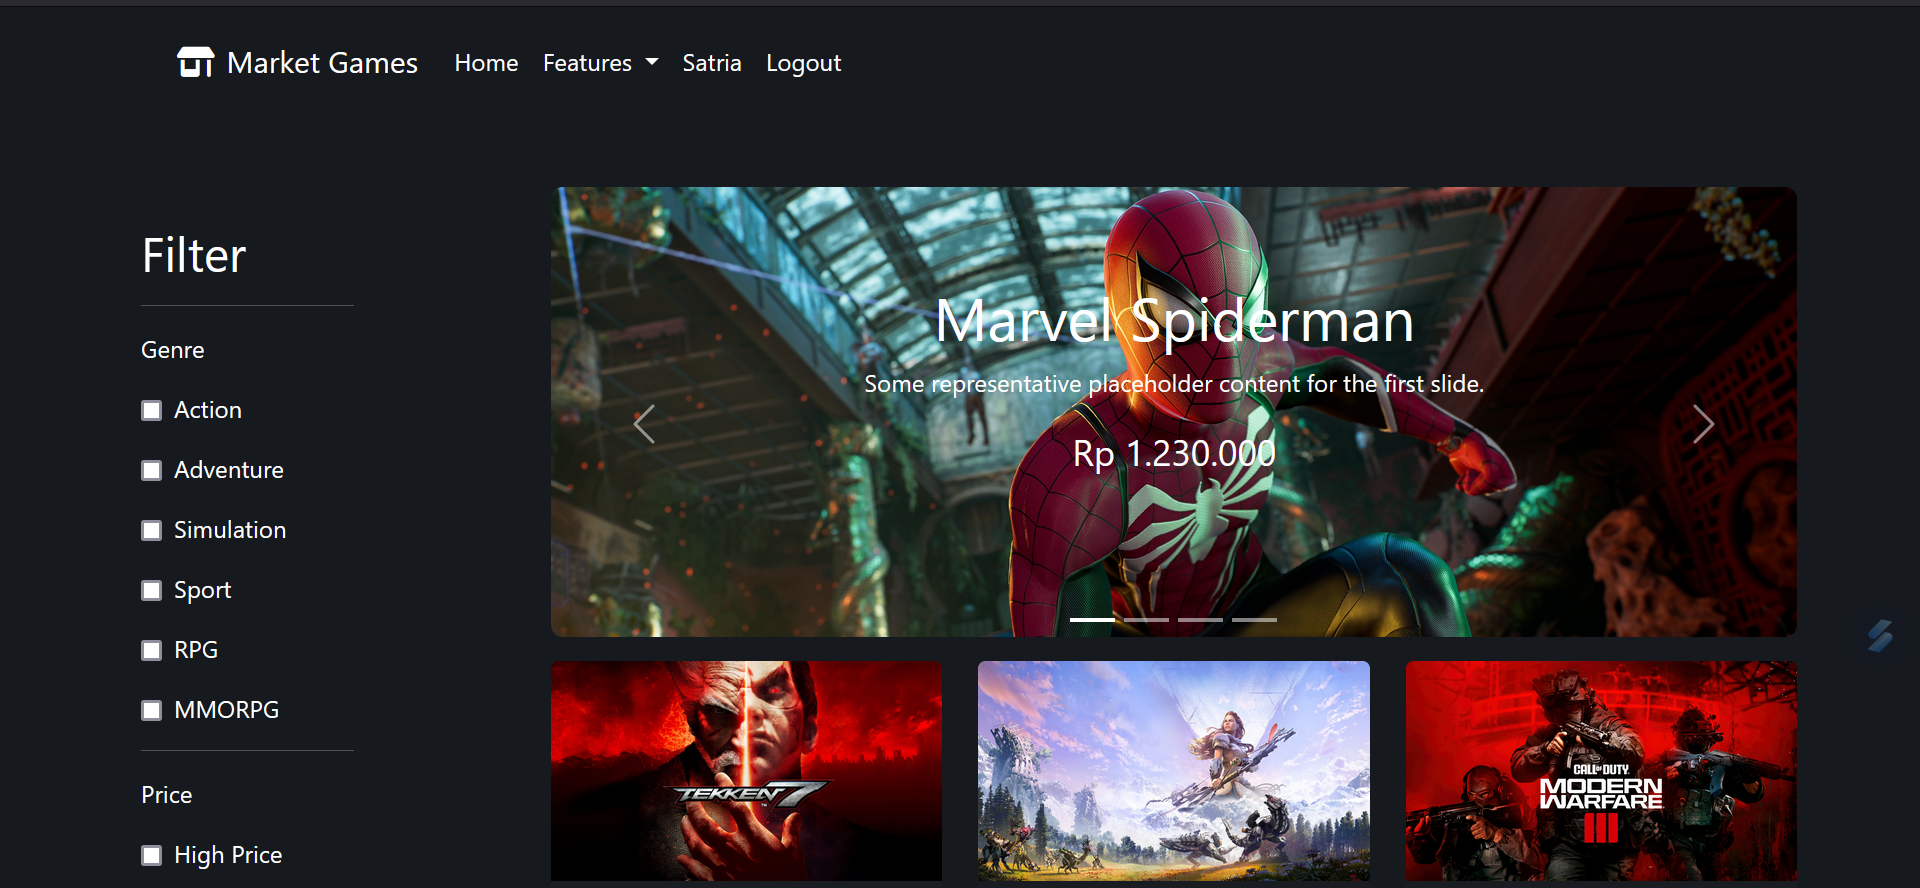 Market Games Home Features Satria Logout
Filter
Genre
Action
Adventure
Simulation
Sport
RPG
MMORPG
Price
High Price
Marvel Spiderman
Some representative placeholder content for the first slide.
Rp 1.230.000
TEKKEN 7
CALL OF DUTY
MODERN
WARFARE
III